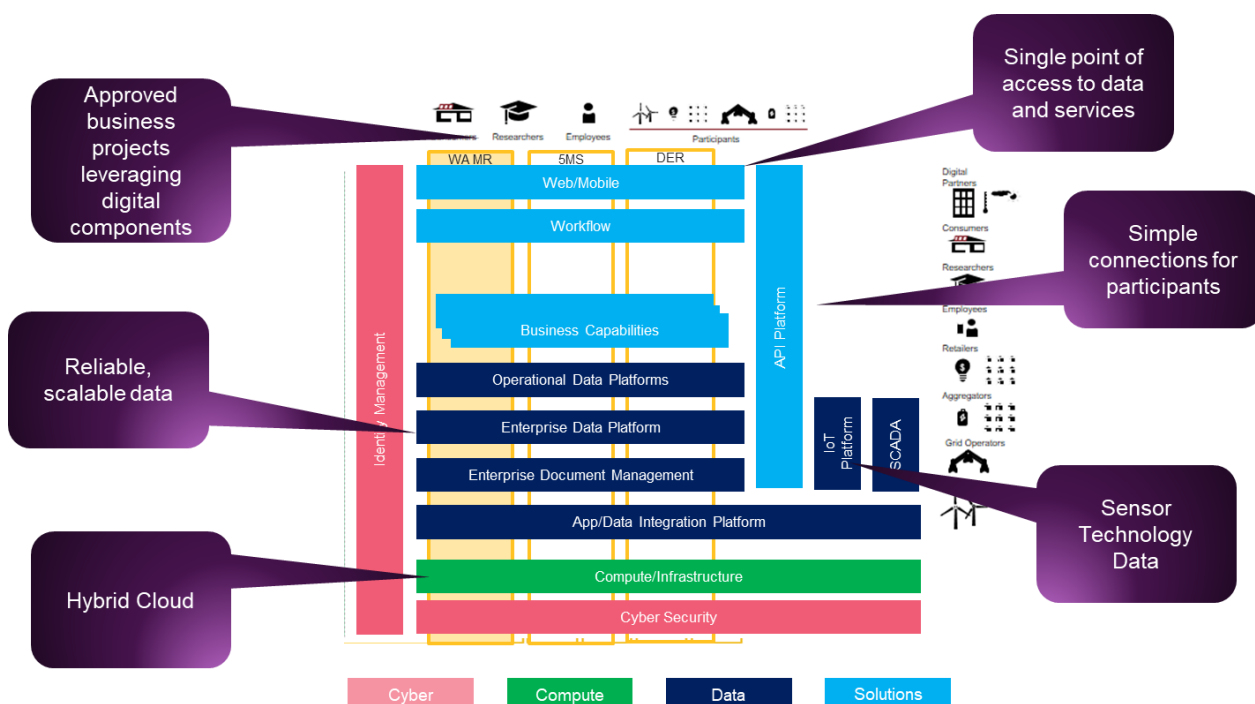 Approved
business
projects
leveraging
digital
components
Single point of
access to data
and services
Researchers
Employees
Participants
WA MR
5MS
DER
Web/Mobile
Workflow
Business Capabilities
Operational Data Platforms
Enterprise Data Platform
Enterprise Document Management
App/Data Integration Platform
Compute/Infrastructure
Cyber Security
Identity Management
API Platform
IoT
Platform
SCADA
Digital
Partners
Consumers
Researchers
Employees
Retailers
Aggregators
Grid Operators
Simple
connections for
participants
Reliable,
scalable data
Sensor
Technology
Data
Hybrid Cloud
Cyber
Compute
Data
Solutions